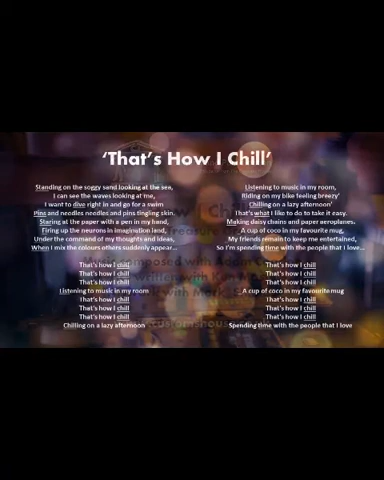 ‘That’s How I Chill’
Standing on the soggy send looking at the sea,
I can see the waves looking at me,
I want to dive right in and go for a swim
Pins and needles needles and pins tingling skin.
Staring at the paper with a pen in my hand,
Firing up the neurons in imagination land,
Under the command of my thoughts and ideas,
When I mix the colours others suddenly appear…
That’s how I chill
That’s how I chill
That’s how I chill
Listening to music in my room
That’s how I chill
That’s how I chill
That’s how I chill
Chilling on a lazy afternoon
Listening to music in my room,
Riding on my bike feeling breezy’
Chilling on a lazy afternoon’
That’s what I like to do to take it easy.
Making daisy chains and paper aeroplanes.
A cup of coco in my favourite mug,
My friends remain to keep me entertained,
So I’m spending time with the people that I love…
That’s how I chill
That’s how I chill
That’s how I chill
A cup of coco in my favourite mug
That’s how I chill
That’s how I chill
That’s how I chill
Spending time with the people that I love